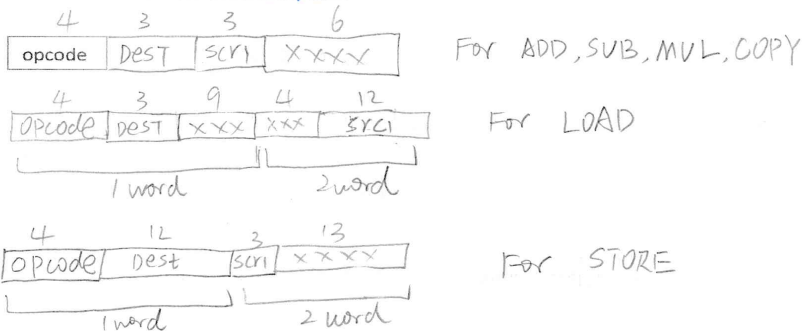 4 3 3 6
opcode DEST scr1 XXXX For ADD, SUB, MUL, COPY
4 3 9 4 12
opcode DEST XXX XXX src1 For LOAD
1 word 2 word
4 12 3 13
opcode Dest scr1 XXXX For STORE
1 word 2 word